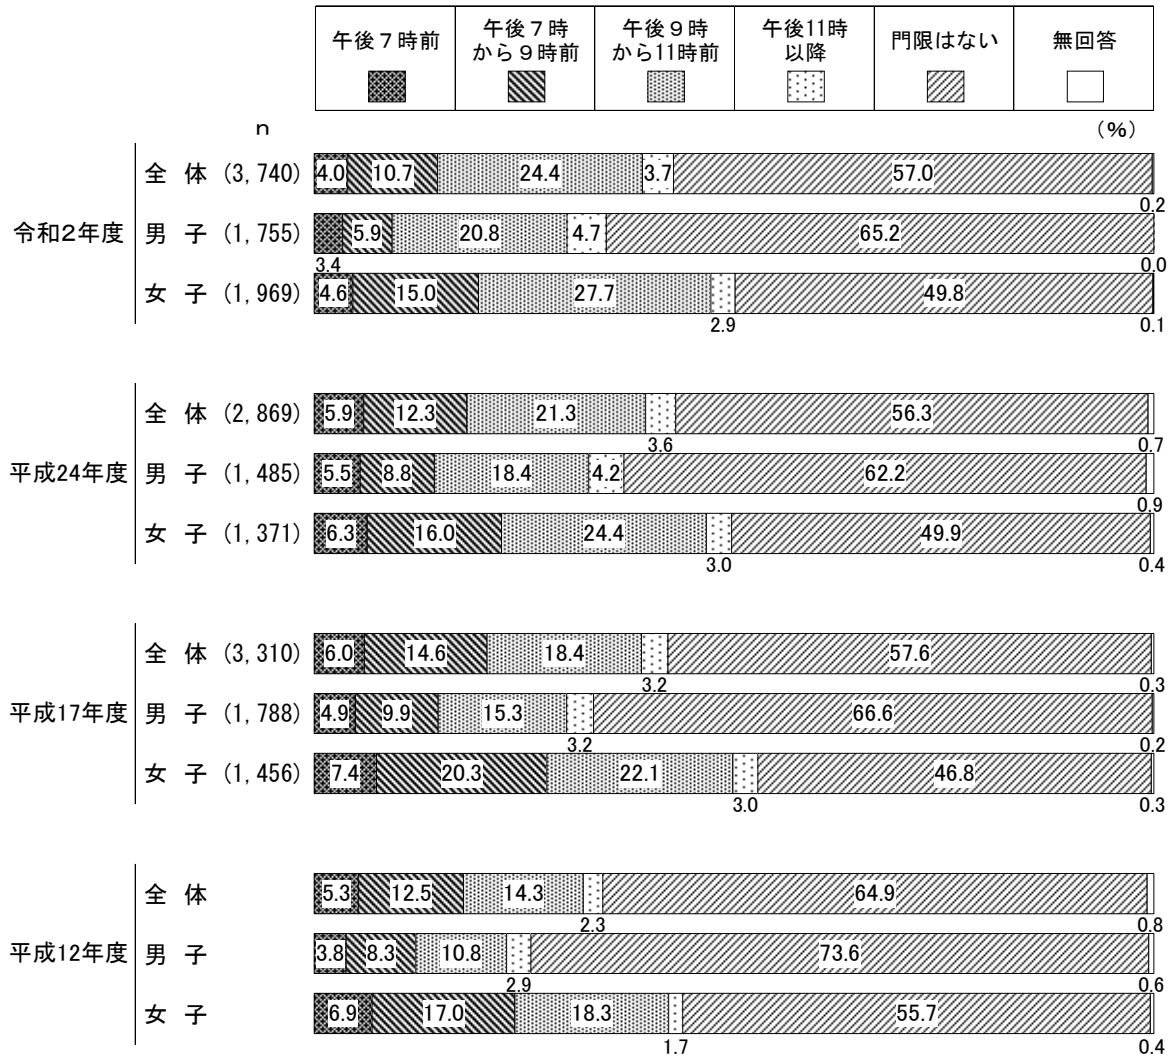 午後７時前
午後７時
から９時前
午後９時
から11時前
午後11時
以降
門限はない
無回答
n
(%)
令和2年度
全 体 (3,740) 4.0 10.7 24.4 3.7 57.0
0.2
男 子 (1,755) 5.9 20.8 4.7 65.2
3.4 0.0
女 子 (1,969) 4.6 15.0 27.7 49.8
2.9 0.1
平成24年度
全 体 (2,869) 5.9 12.3 21.3 56.3
3.6 0.7
男 子 (1,485) 5.5 8.8 18.4 4.2 62.2
0.9
女 子 (1,371) 6.3 16.0 24.4 49.9
3.0 0.4
平成17年度
全 体 (3,310) 6.0 14.6 18.4 57.6
3.2 0.3
男 子 (1,788) 4.9 9.9 15.3 66.6
3.2 0.2
女 子 (1,456) 7.4 20.3 22.1 46.8
3.0 0.3
平成12年度
全 体 5.3 12.5 14.3 64.9
2.3 0.8
男 子 3.8 8.3 10.8 73.6
2.9 0.6
女 子 6.9 17.0 18.3 55.7
1.7 0.4